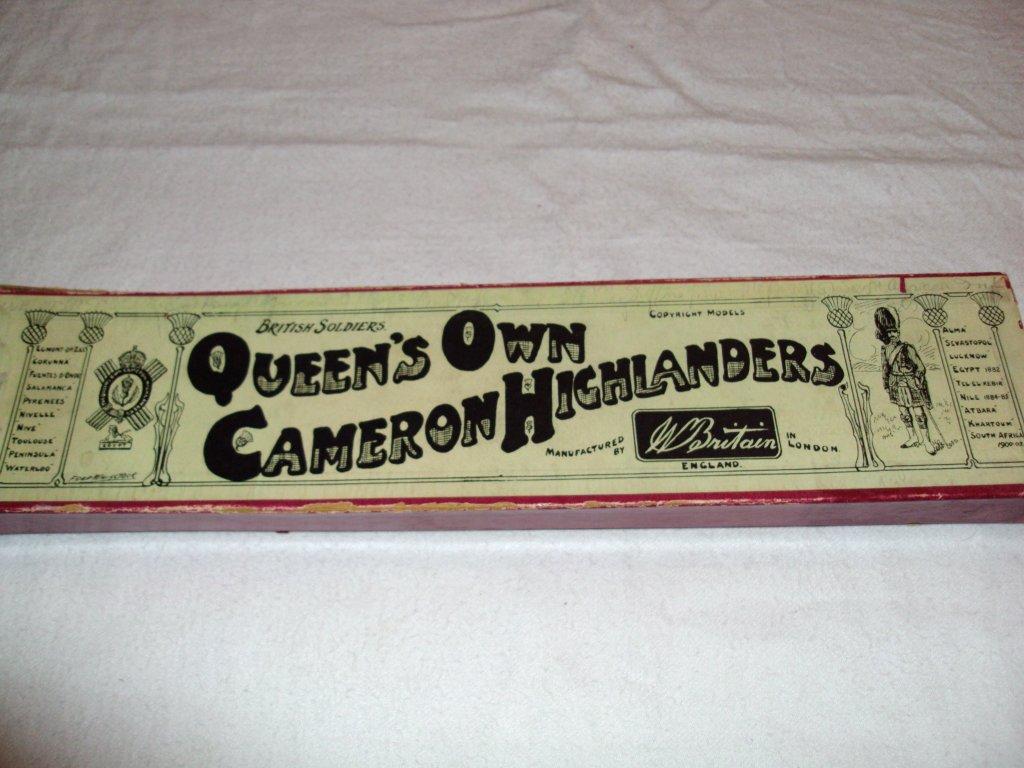 BRITISH SOLDIERS.
COPYRIGHT MODELS
QUEEN'S OWN
CAMERON HIGHLANDERS
MANUFACTURED
BY
WBritain
IN
LONDON.
ENGLAND.
EGMONT-OP-ZEE
CORUNNA
FUENTES D'ONOR
SALAMANCA
PYRENEES
NIVELLE
NIVE
TOULOUSE
PENINSULA
WATERLOO
EGYPT
ALMA
SEVASTOPOL
LUCKNOW
EGYPT 1882
TEL EL KEBIR
NILE 1884-85
ATBARA
KHARTOUM
SOUTH AFRICA
1900-02